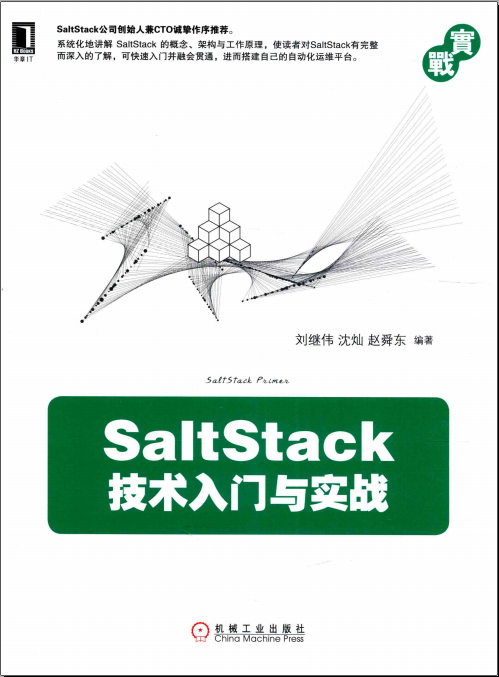 SaltStack公司创始人兼CTO诚挚作序推荐。
系统化地讲解 SaltStack 的概念、架构与工作原理,使读者对SaltStack有完整
而深入的了解,可快速入门并融会贯通,进而搭建自己的自动化运维平台。
HZ BOOKS
华章IT
實
戰
刘继伟 沈灿 赵舜东 编著
SaltStack Primer
SaltStack
技术入门与实战
机械工业出版社
China Machine Press